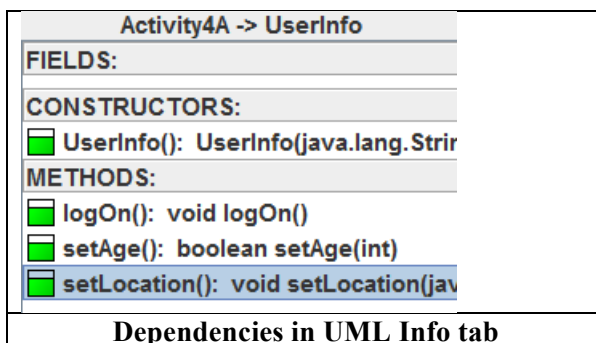 Activity4A -> UserInfo
FIELDS:
CONSTRUCTORS:
UserInfo(): UserInfo(java.lang.Strin
METHODS:
logOn(): void logOn()
setAge(): boolean setAge(int)
setLocation(): void setLocation(jav
Dependencies in UML Info tab